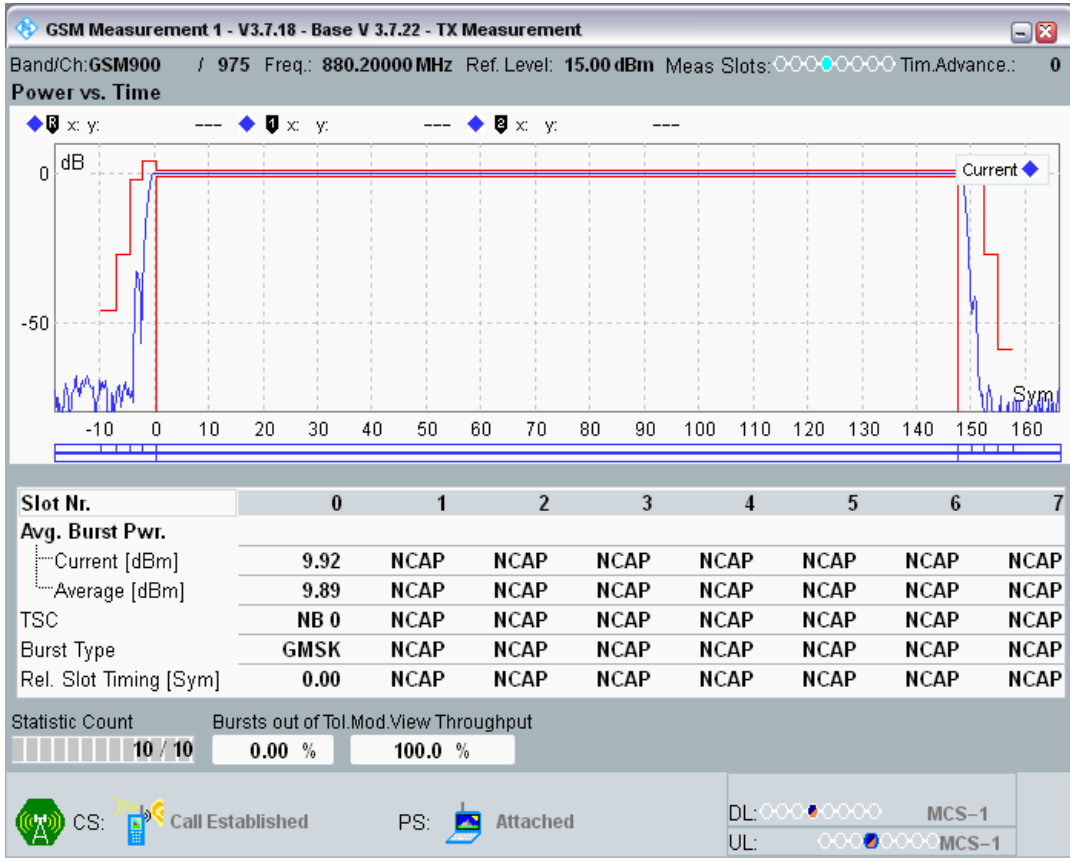 GSM Measurement 1 - V3.7.18 - Base V 3.7.22 - TX Measurement
Band/Ch:GSM900 / 975 Freq.: 880.20000 MHz Ref. Level: 15.00 dBm Meas Slots: Tim.Advance.: 0
Power vs. Time
R x: y: --- 1 x: y: --- 2 x: y: ---
dB
Current
0
-50
Sym
-10 0 10 20 30 40 50 60 70 80 90 100 110 120 130 140 150 160
Slot Nr. 0 1 2 3 4 5 6 7
Avg. Burst Pwr.
Current [dBm] 9.92 NCAP NCAP NCAP NCAP NCAP NCAP NCAP
Average [dBm] 9.89 NCAP NCAP NCAP NCAP NCAP NCAP NCAP
TSC NB 0 NCAP NCAP NCAP NCAP NCAP NCAP NCAP
Burst Type GMSK NCAP NCAP NCAP NCAP NCAP NCAP NCAP
Rel. Slot Timing [Sym] 0.00 NCAP NCAP NCAP NCAP NCAP NCAP NCAP
Statistic Count Bursts out of Tol. Mod.View Throughput
10 / 10 0.00 % 100.0 %
CS: Call Established PS: Attached
DL: MCS-1
UL: MCS-1